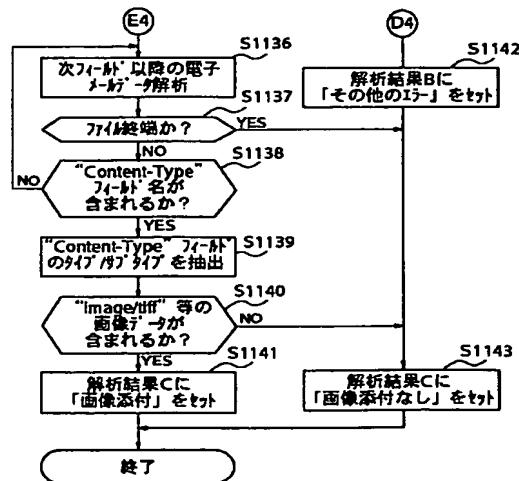 E4
D4
S1136
次フィールド以降の電子
メールデータ解析
S1142
解析結果Bに
「その他のエラー」をセット
S1137
ファイル終端か?
YES
NO
S1138
"Content-Type"
フィールド名が
含まれるか?
NO
YES
S1139
"Content-Type" フィールド
のタイプ/サブタイプを抽出
S1140
"image/tiff" 等の
画像データが
含まれるか?
NO
YES
S1141
解析結果Cに
「画像添付」をセット
S1143
解析結果Cに
「画像添付なし」をセット
終了